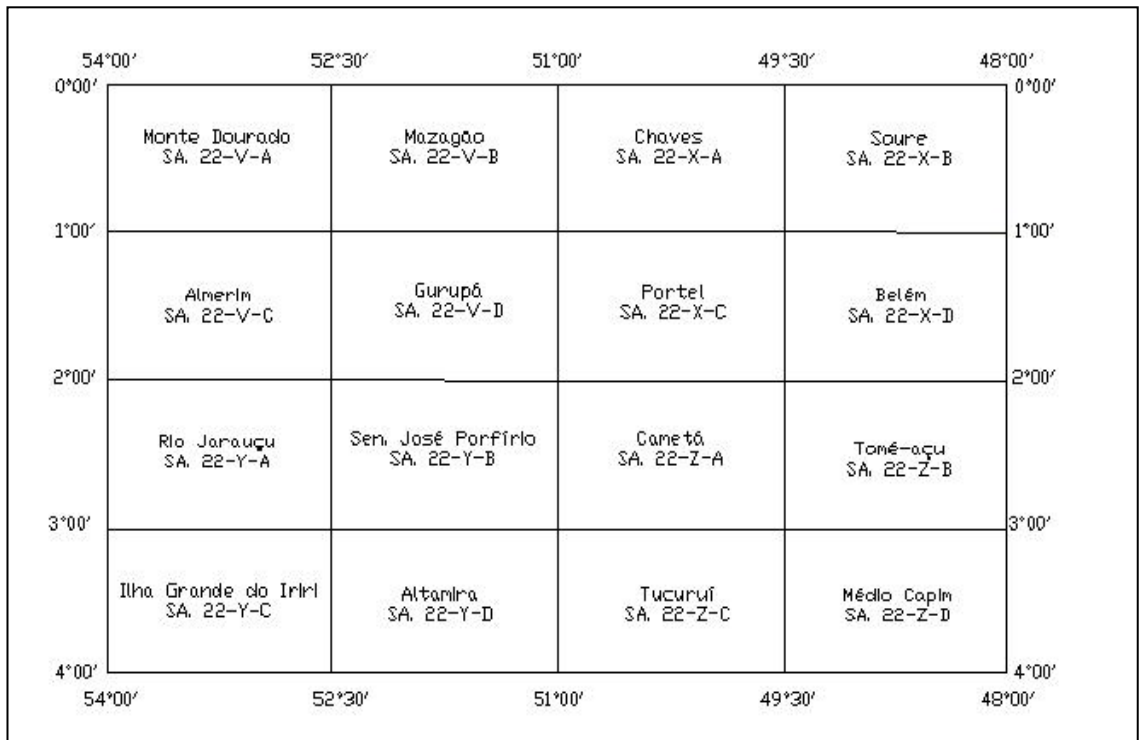 54°00′ 52°30′ 51°00′ 49°30′ 48°00′
0°00′ 0°00′
Monte Dourado Mazagão Chaves Soure
SA. 22-V-A SA. 22-V-B SA. 22-X-A SA. 22-X-B
1°00′ 1°00′
Almerim Gurupá Portel Belém
SA. 22-V-C SA. 22-V-D SA. 22-X-C SA. 22-X-D
2°00′ 2°00′
Rio Jarauçu Sen. José Porfírio Cametá Tomé-açu
SA. 22-Y-A SA. 22-Y-B SA. 22-Z-A SA. 22-Z-B
3°00′ 3°00′
Ilha Grande do Iriri Altamira Tucuruí Médio Capim
SA. 22-Y-C SA. 22-Y-D SA. 22-Z-C SA. 22-Z-D
4°00′ 4°00′
54°00′ 52°30′ 51°00′ 49°30′ 48°00′